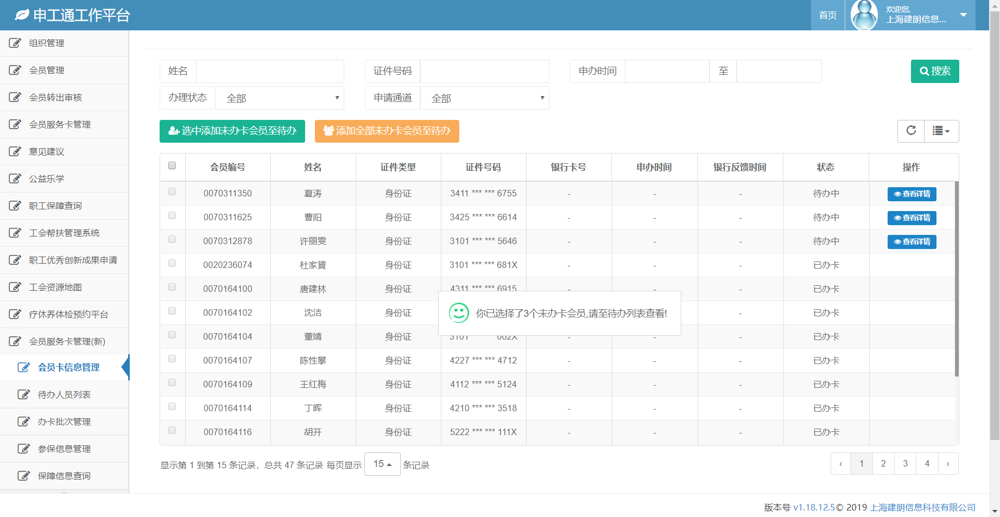 申工通工作平台
首页
欢迎您,
上海建朗信息...
组织管理
会员管理
会员转出审核
会员服务卡管理
意见建议
公益乐学
职工保障查询
工会帮扶管理系统
职工优秀创新成果申请
工会资源地图
疗休养体检预约平台
会员服务卡管理(新)
会员卡信息管理
待办人员列表
办卡批次管理
参保信息管理
保障信息查询
姓名 证件号码 申办时间 至 搜索
办理状态 全部 申请通道 全部
选中添加未办卡会员至待办 添加全部未办卡会员至待办
会员编号 姓名 证件类型 证件号码 银行卡号 申办时间 银行反馈时间 状态 操作
0070311350 夏涛 身份证 3411 *** *** 6755 - - - 待办中 查看详情
0070311625 曹阳 身份证 3425 *** *** 6614 - - - 待办中 查看详情
0070312878 许丽雯 身份证 3101 *** *** 5646 - - - 待办中 查看详情
0020236074 杜家贇 身份证 3101 *** *** 681X - - - 已办卡
0070164100 唐建林 身份证 4311 *** *** 6915 - - - 已办卡
0070164102 沈洁 身份证 - 已办卡
你已选择了3个未办卡会员,请至待办列表查看!
0070164104 董婧 身份证 3101 002X - - - 已办卡
0070164107 陈性攀 身份证 4227 *** *** 4712 - - - 已办卡
0070164109 王红梅 身份证 4112 *** *** 5124 - - - 已办卡
0070164114 丁晖 身份证 4210 *** *** 3518 - - - 已办卡
0070164116 胡开 身份证 5222 *** *** 111X - - - 已办卡
显示第 1 到第 15 条记录，总共 47 条记录 每页显示 15 条记录
‹ 1 2 3 4 ›
版本号 v1.18.12.5© 2019 上海建朗信息科技有限公司